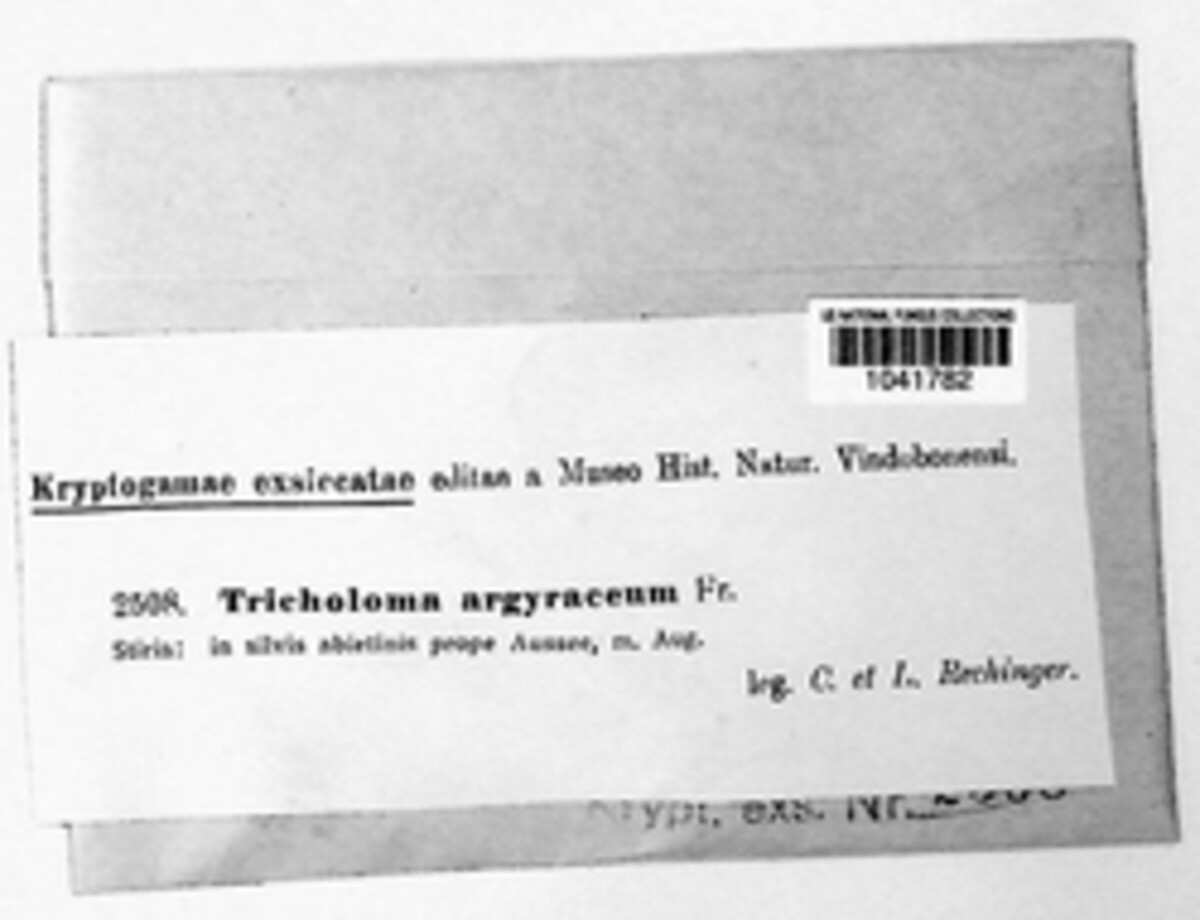 US NATIONAL FUNGUS COLLECTIONS
1041782
Kryptogamae exsiccatae editae a Museo Hist. Natur. Vindobonensi.
2508. Tricholoma argyraceum Fr.
Stiria: in silvis abietinis prope Aussee, m. Aug.
leg. C. et L. Rechinger.
Krypt. exs. Nr.